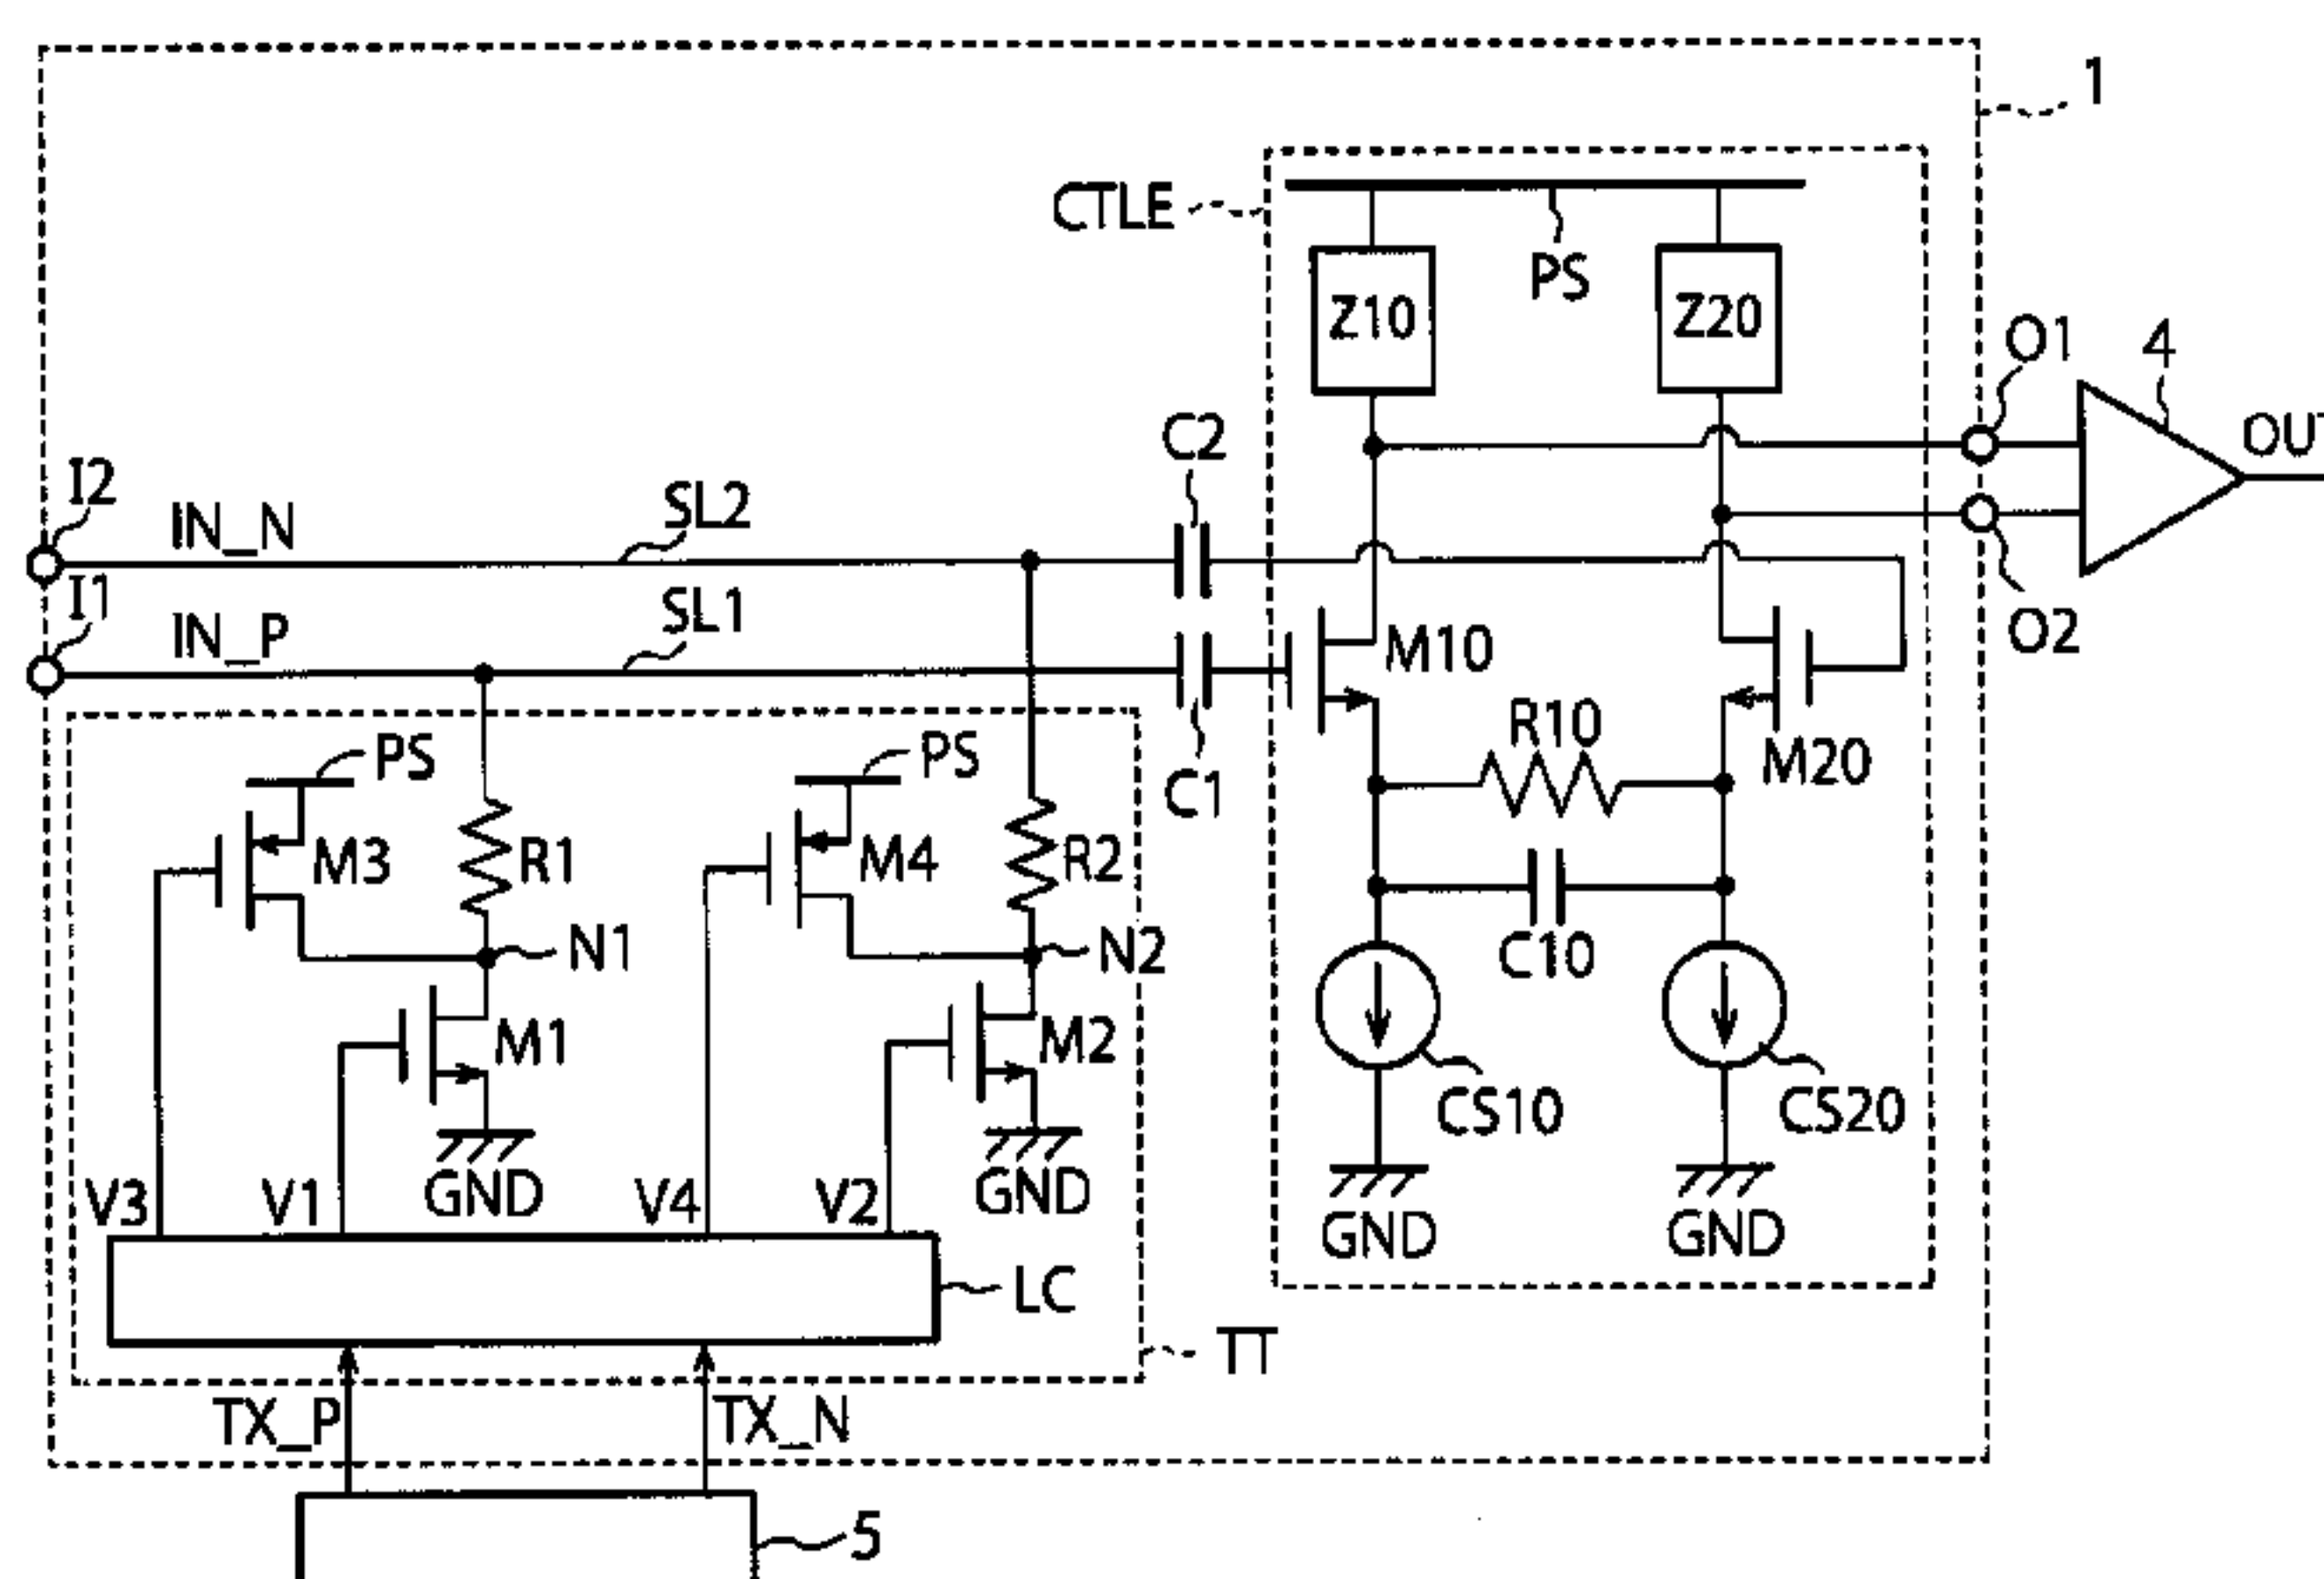 1
CTLE
PS
Z10
Z20
O1
4
OUT
C2
I2
IN_N
SL2
I1
IN_P
SL1
M10
O2
R10
M20
PS
PS
C1
M3
R1
M4
R2
N1
N2
C10
M1
M2
CS10
CS20
V3
V1
GND
V4
V2
GND
GND
GND
LC
TT
TX_P
TX_N
5